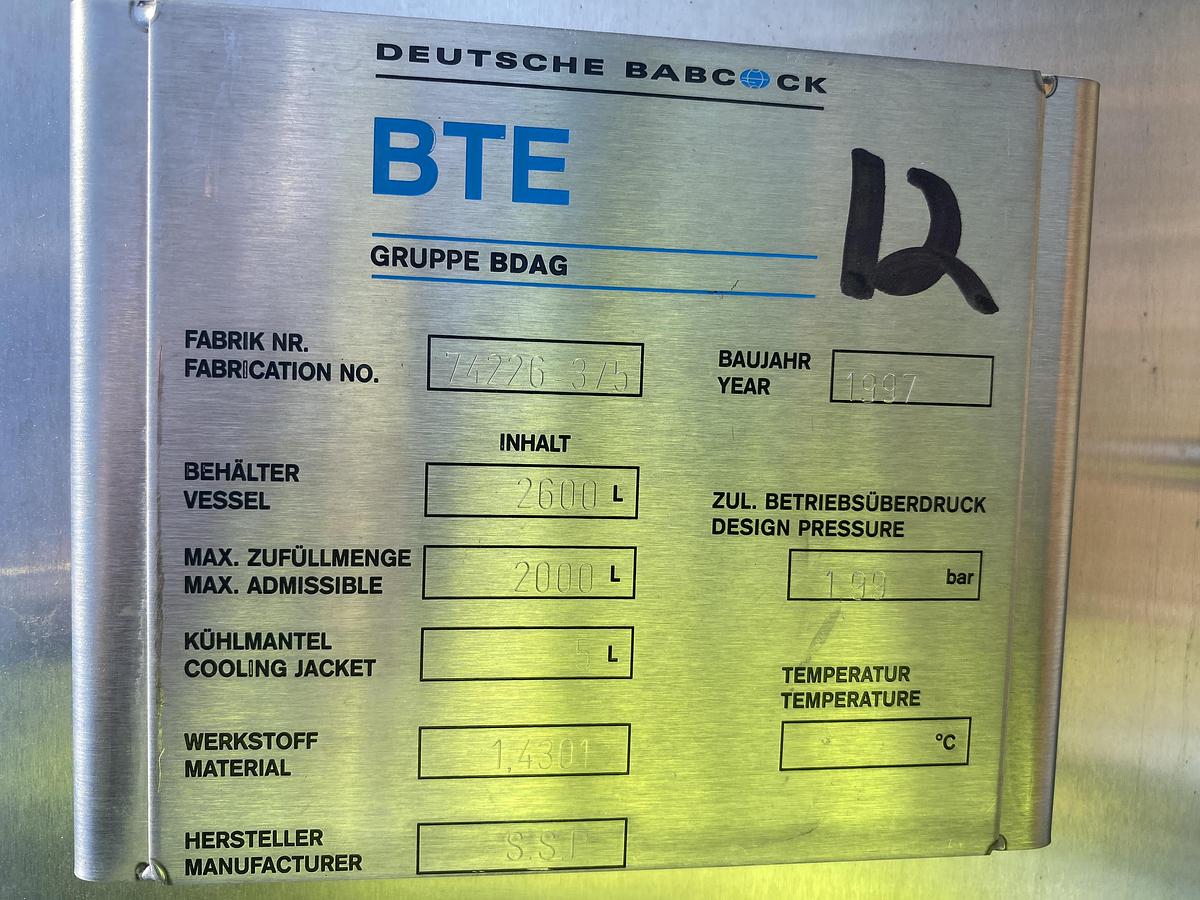 DEUTSCHE BABCOCK
BTE
GRUPPE BDAG
12
FABRIK NR.
FABRICATION NO.
74226 3/5
BAUJAHR
YEAR
1997
INHALT
BEHÄLTER
VESSEL
2600 L
ZUL. BETRIEBSÜBERDRUCK
DESIGN PRESSURE
1,99 bar
MAX. ZUFÜLLMENGE
MAX. ADMISSIBLE
2000 L
KÜHLMANTEL
COOLING JACKET
5 L
TEMPERATUR
TEMPERATURE
°C
WERKSTOFF
MATERIAL
1,4301
HERSTELLER
MANUFACTURER
S.S.P